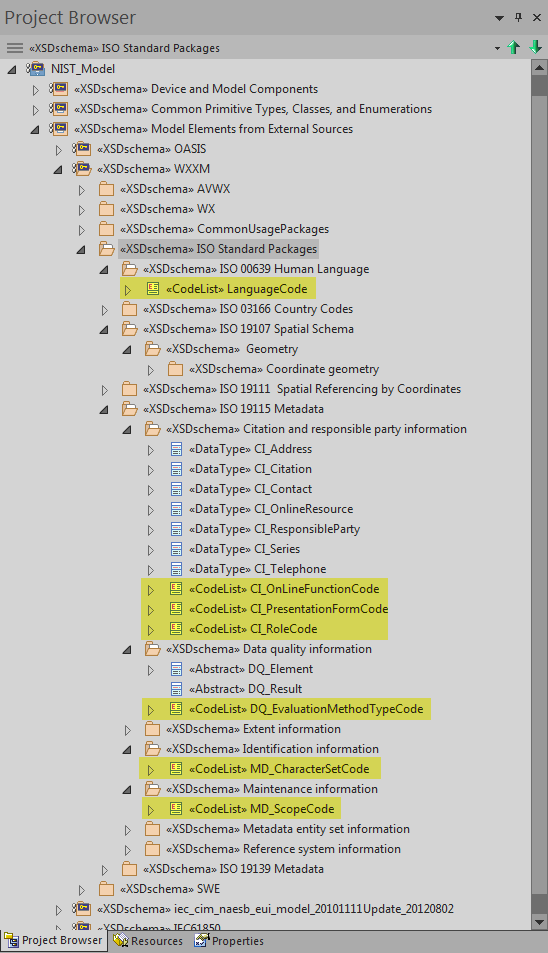 Project Browser
«XSDschema» ISO Standard Packages
NIST_Model
«XSDschema» Device and Model Components
«XSDschema» Common Primitive Types, Classes, and Enumerations
«XSDschema» Model Elements from External Sources
«XSDschema» OASIS
«XSDschema» WXXM
«XSDschema» AVWX
«XSDschema» WX
«XSDschema» CommonUsagePackages
«XSDschema» ISO Standard Packages
«XSDschema» ISO 00639 Human Language
«CodeList» LanguageCode
«XSDschema» ISO 03166 Country Codes
«XSDschema» ISO 19107 Spatial Schema
«XSDschema» Geometry
«XSDschema» Coordinate geometry
«XSDschema» ISO 19111 Spatial Referencing by Coordinates
«XSDschema» ISO 19115 Metadata
«XSDschema» Citation and responsible party information
«DataType» CI_Address
«DataType» CI_Citation
«DataType» CI_Contact
«DataType» CI_OnlineResource
«DataType» CI_ResponsibleParty
«DataType» CI_Series
«DataType» CI_Telephone
«CodeList» CI_OnLineFunctionCode
«CodeList» CI_PresentationFormCode
«CodeList» CI_RoleCode
«XSDschema» Data quality information
«Abstract» DQ_Element
«Abstract» DQ_Result
«CodeList» DQ_EvaluationMethodTypeCode
«XSDschema» Extent information
«XSDschema» Identification information
«CodeList» MD_CharacterSetCode
«XSDschema» Maintenance information
«CodeList» MD_ScopeCode
«XSDschema» Metadata entity set information
«XSDschema» Reference system information
«XSDschema» ISO 19139 Metadata
«XSDschema» SWE
«XSDschema» iec_cim_naesb_eui_model_20101111Update_20120802
«XSDschema» IEC61850
Project Browser Resources Properties